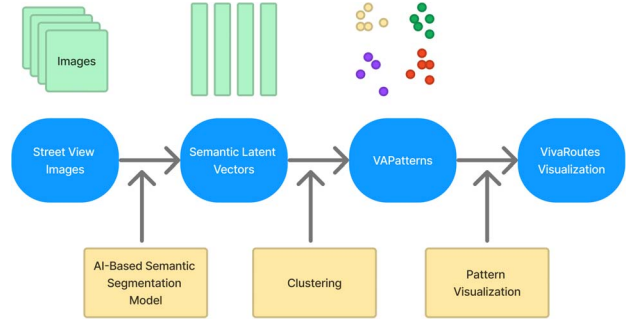 Images
Street View
Images
Semantic Latent
Vectors
VAPatterns
VivaRoutes
Visualization
AI-Based Semantic
Segmentation
Model
Clustering
Pattern
Visualization